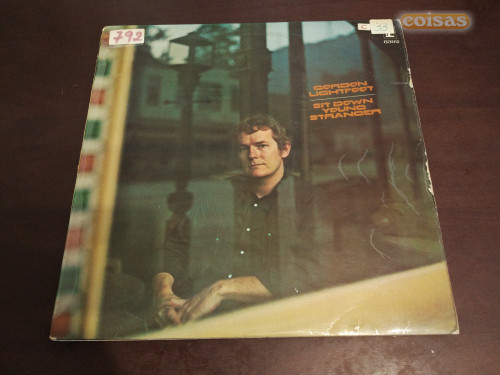 792
coisas
GORDON
LIGHTFOOT
SIT DOWN
YOUNG
STRANGER